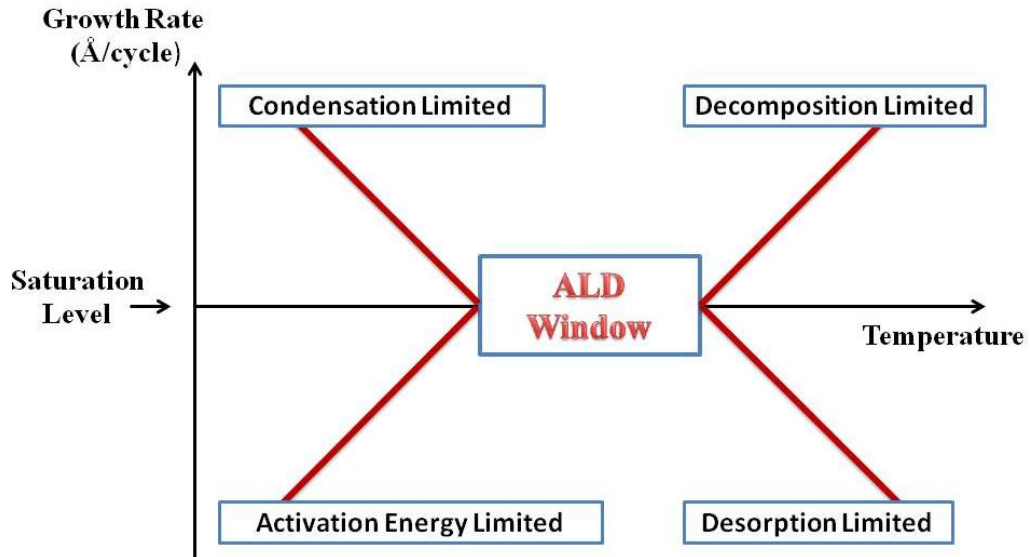 Growth Rate
(Å/cycle)
Condensation Limited
Decomposition Limited
Saturation
Level
ALD
Window
Temperature
Activation Energy Limited
Desorption Limited